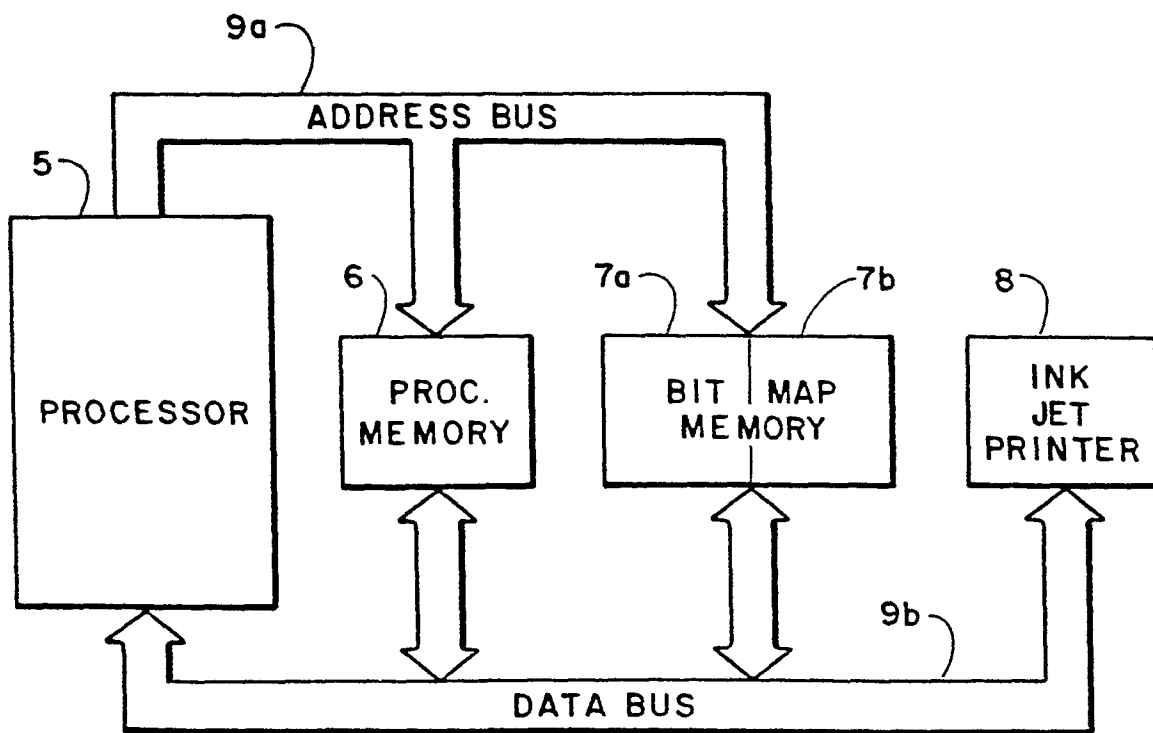 9a
ADDRESS BUS
5
6
7a
7b
8
PROCESSOR
PROC.
MEMORY
BIT MAP
MEMORY
INK
JET
PRINTER
9b
DATA BUS